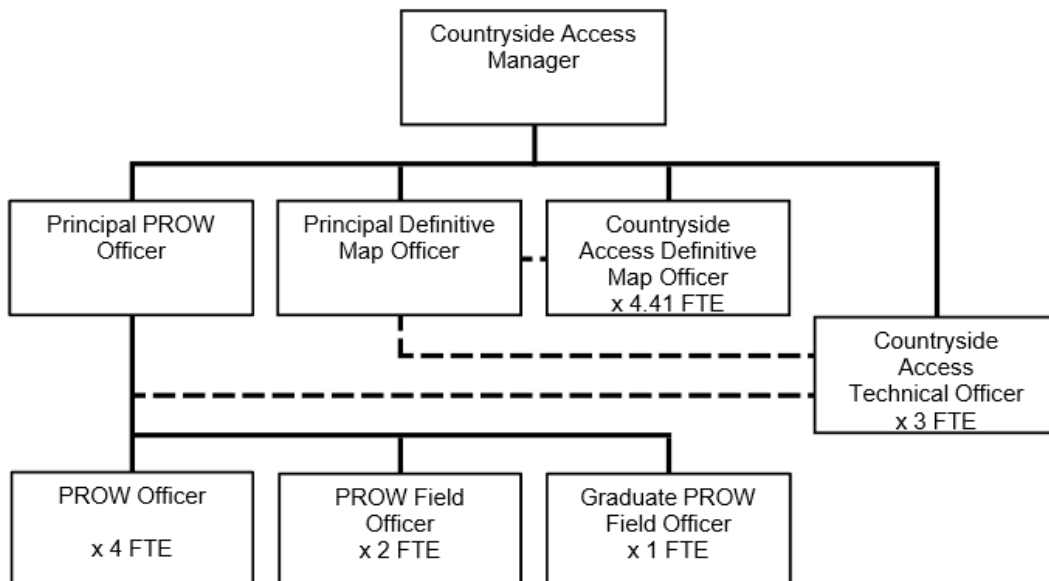 Countryside Access
Manager
Principal PROW
Officer
Principal Definitive
Map Officer
Countryside
Access Definitive
Map Officer
x 4.41 FTE
Countryside
Access
Technical Officer
x 3 FTE
PROW Officer
x 4 FTE
PROW Field
Officer
x 2 FTE
Graduate PROW
Field Officer
x 1 FTE